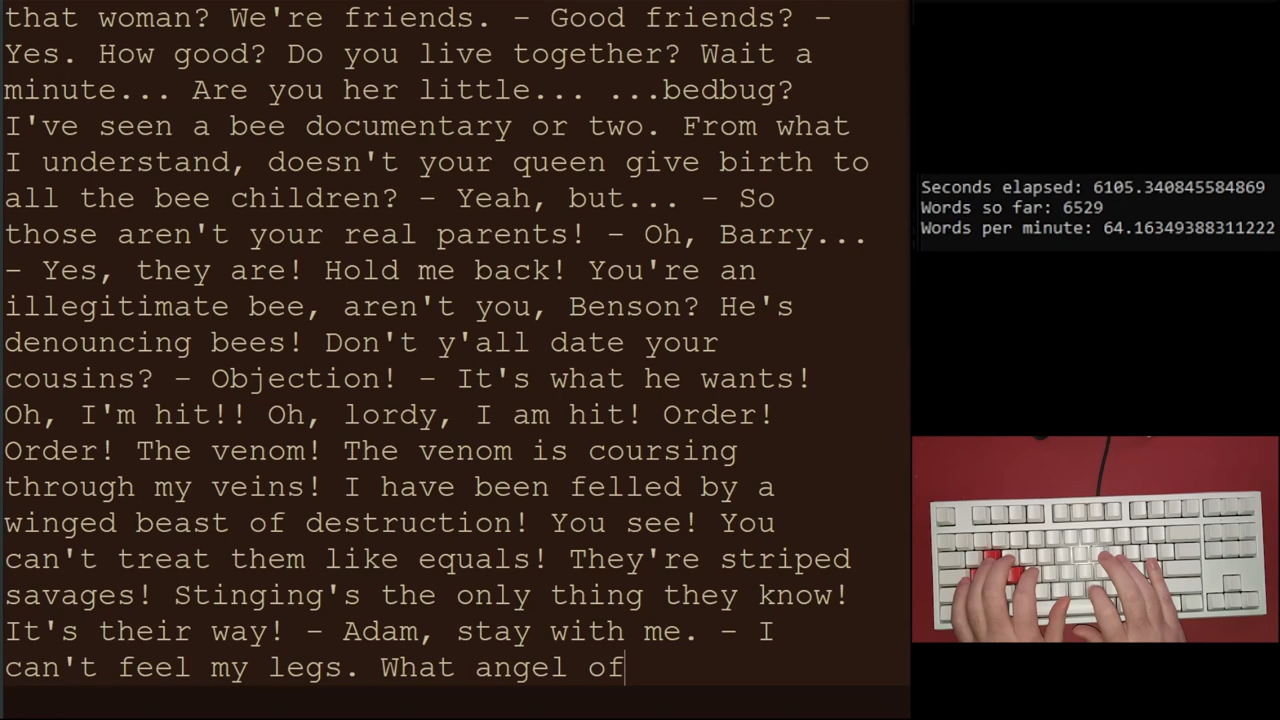 that woman? We're friends. - Good friends? -
Yes. How good? Do you live together? Wait a
minute... Are you her little... ...bedbug?
I've seen a bee documentary or two. From what
I understand, doesn't your queen give birth to
all the bee children? - Yeah, but... - So
those aren't your real parents! - Oh, Barry...
- Yes, they are! Hold me back! You're an
illegitimate bee, aren't you, Benson? He's
denouncing bees! Don't y'all date your
cousins? - Objection! - It's what he wants!
Oh, I'm hit!! Oh, lordy, I am hit! Order!
Order! The venom! The venom is coursing
through my veins! I have been felled by a
winged beast of destruction! You see! You
can't treat them like equals! They're striped
savages! Stinging's the only thing they know!
It's their way! - Adam, stay with me. - I
can't feel my legs. What angel of
Seconds elapsed: 6105.340845584869
Words so far: 6529
Words per minute: 64.16349388311222